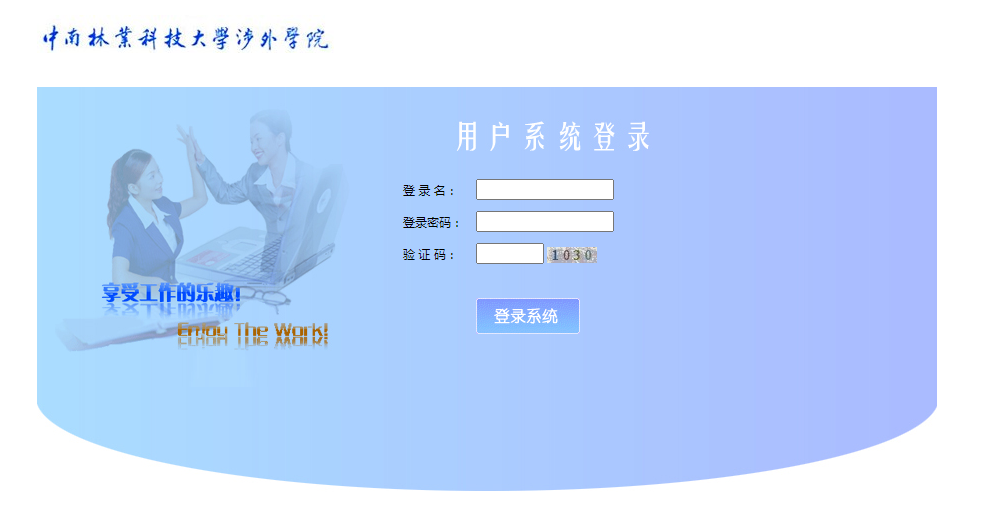 中南林業科技大學涉外學院
用户系统登录
登录名：
登录密码：
验证码： 1030
享受工作的乐趣!
Enjoy The Work!
登录系统